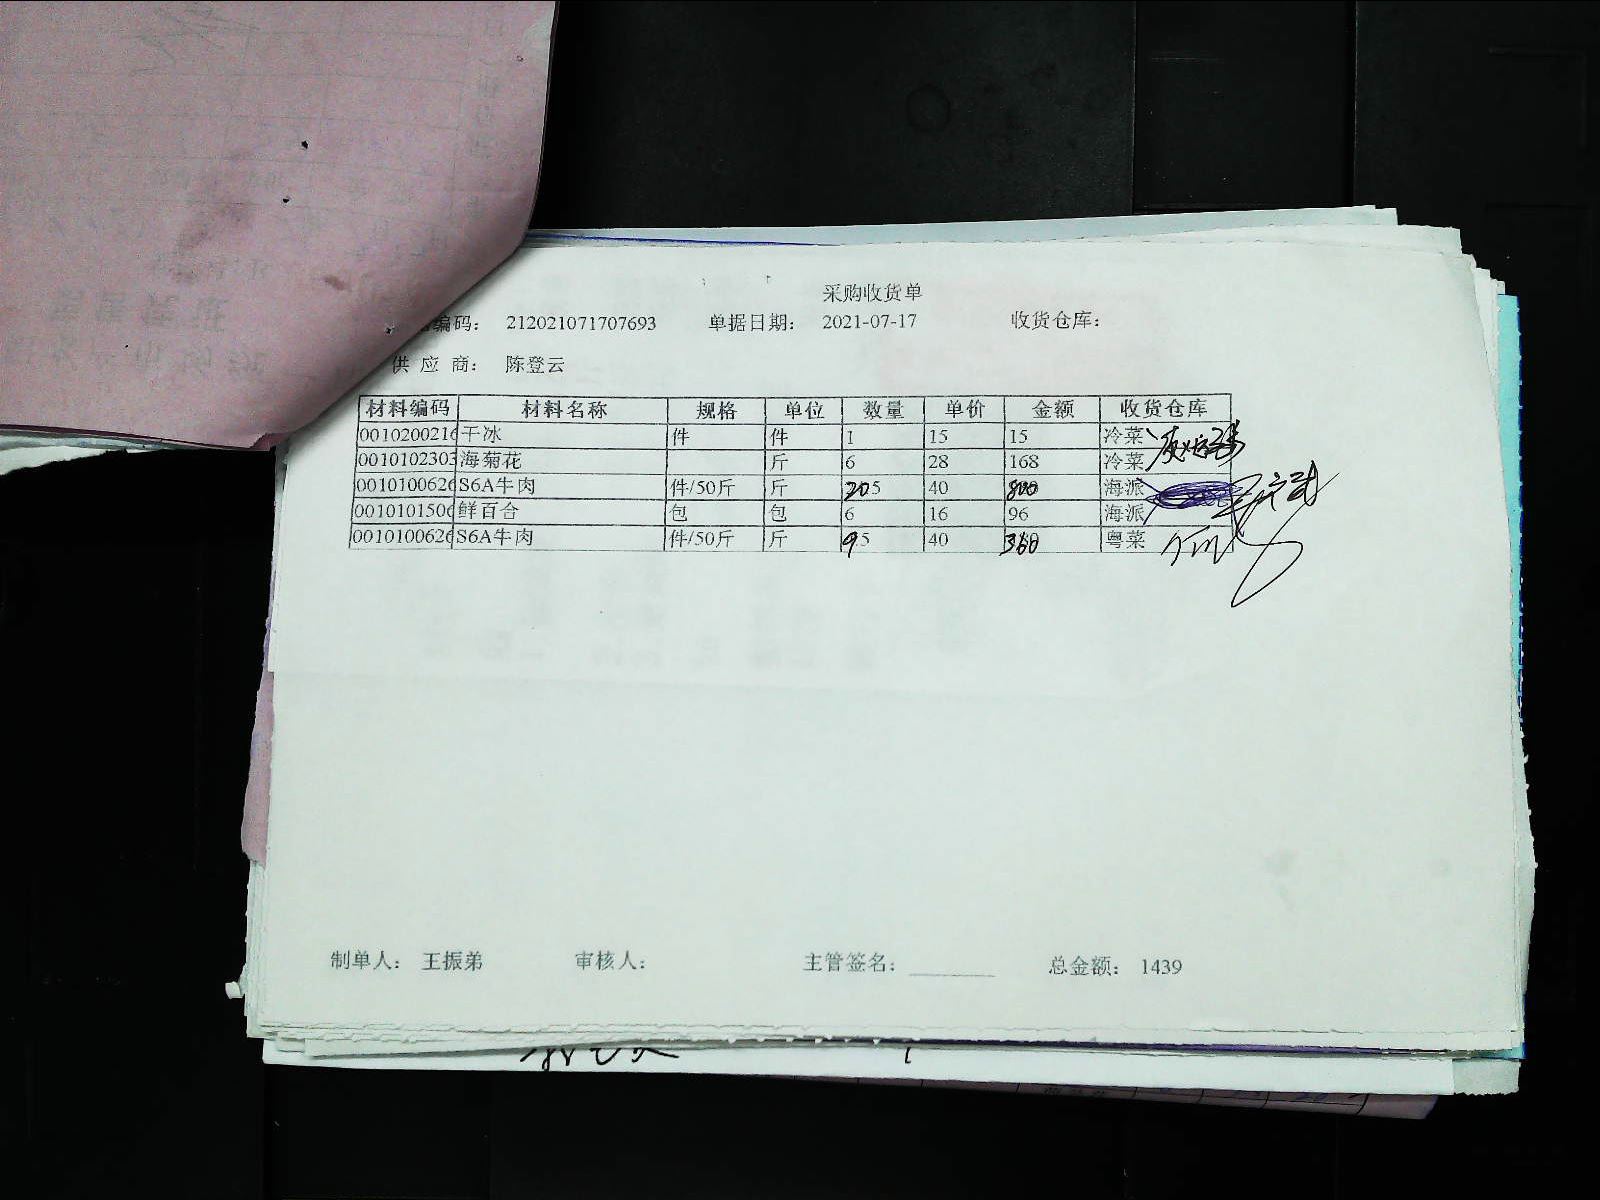 采购收货单
编码： 212021071707693 单据日期： 2021-07-17 收货仓库：
供 应 商： 陈登云
材料编码 材料名称 规格 单位 数量 单价 金额 收货仓库
0010200216 干冰 件 件 1 15 15 冷菜
0010102303 海菊花 斤 6 28 168 冷菜
0010100626 S6A牛肉 件/50斤 斤 20 40 800 海派
0010101506 鲜百合 包 包 6 16 96 海派
0010100626 S6A牛肉 件/50斤 斤 9 40 360 粤菜
制单人： 王振弟 审核人： 主管签名： 总金额： 1439